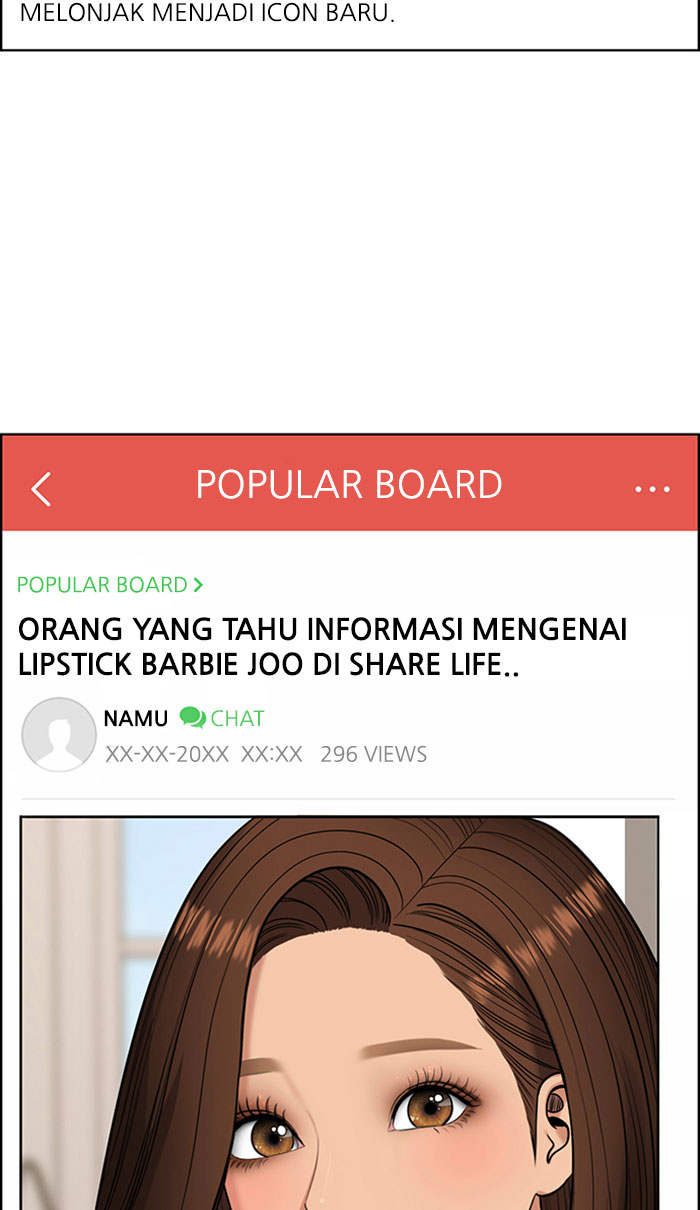 MELONJAK MENJADI ICON BARU.
POPULAR BOARD
POPULAR BOARD
ORANG YANG TAHU INFORMASI MENGENAI
LIPSTICK BARBIE JOO DI SHARE LIFE..
NAMU CHAT
XX-XX-20XX XX:XX 296 VIEWS